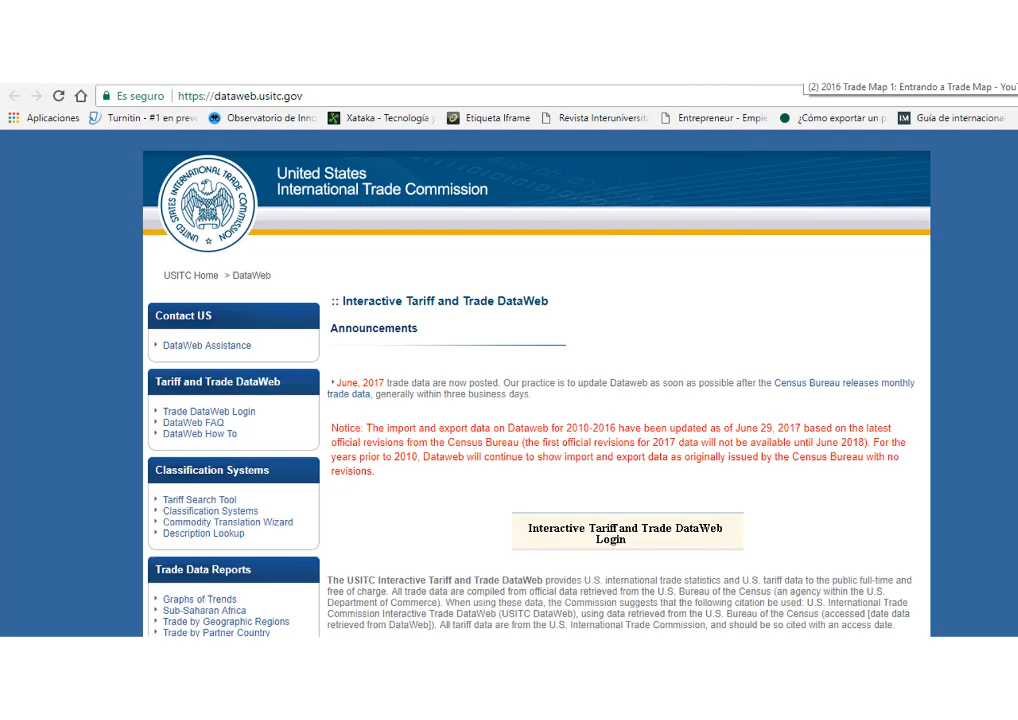 (2) 2016 Trade Map 1: Entrando a Trade Map - You
Es seguro | https://dataweb.usitc.gov
Aplicaciones Turnitin - #1 en preve Observatorio de Inno Xataka - Tecnología y Etiqueta Iframe Revista Interuniversita Entrepreneur - Empre ¿Cómo exportar un p Guía de internaciona
UNITED STATES INTERNATIONAL TRADE COMMISSION
United States
International Trade Commission
USITC Home > DataWeb
:: Interactive Tariff and Trade DataWeb
Announcements
Contact US
DataWeb Assistance
Tariff and Trade DataWeb
Trade DataWeb Login
DataWeb FAQ
DataWeb How To
Classification Systems
Tariff Search Tool
Classification Systems
Commodity Translation Wizard
Description Lookup
Trade Data Reports
Graphs of Trends
Sub-Saharan Africa
Trade by Geographic Regions
Trade by Partner Country
June, 2017 trade data are now posted. Our practice is to update Dataweb as soon as possible after the Census Bureau releases monthly
trade data, generally within three business days.
Notice: The import and export data on Dataweb for 2010-2016 have been updated as of June 29, 2017 based on the latest
official revisions from the Census Bureau (the first official revisions for 2017 data will not be available until June 2018). For the
years prior to 2010, Dataweb will continue to show import and export data as originally issued by the Census Bureau with no
revisions.
Interactive Tariff and Trade DataWeb
Login
The USITC Interactive Tariff and Trade DataWeb provides U.S. international trade statistics and U.S. tariff data to the public full-time and
free of charge. All trade data are compiled from official data retrieved from the U.S. Bureau of the Census (an agency within the U.S.
Department of Commerce). When using these data, the Commission suggests that the following citation be used: U.S. International Trade
Commission Interactive Tariff and Trade DataWeb (USITC DataWeb), using data retrieved from the U.S. Bureau of the Census (accessed [date data
retrieved from DataWeb]). All tariff data are from the U.S. International Trade Commission, and should be so cited with an access date.